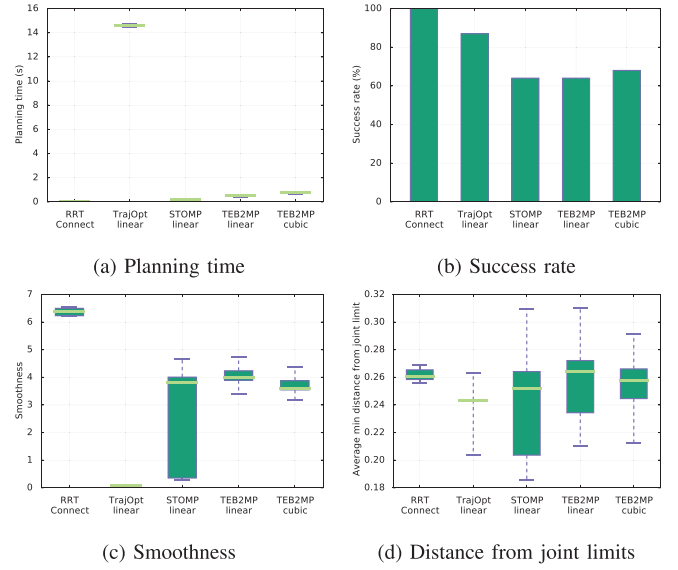 16
14
12
10
8
6
4
2
0
Planning time (s)
RRT TrajOpt STOMP TEB2MP TEB2MP
Connect linear linear linear cubic
(a) Planning time
100
80
60
40
20
0
Success rate (%)
RRT TrajOpt STOMP TEB2MP TEB2MP
Connect linear linear linear cubic
(b) Success rate
7
6
5
4
3
2
1
0
Smoothness
RRT TrajOpt STOMP TEB2MP TEB2MP
Connect linear linear linear cubic
(c) Smoothness
0.32
0.30
0.28
0.26
0.24
0.22
0.20
0.18
Average min distance from joint limit
RRT TrajOpt STOMP TEB2MP TEB2MP
Connect linear linear linear cubic
(d) Distance from joint limits